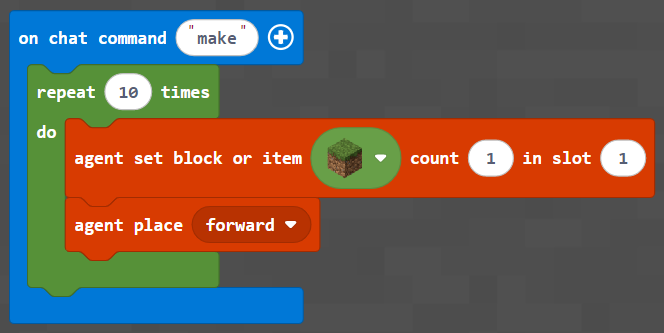 on chat command "make"
repeat 10 times
do
agent set block or item count 1 in slot 1
agent place forward